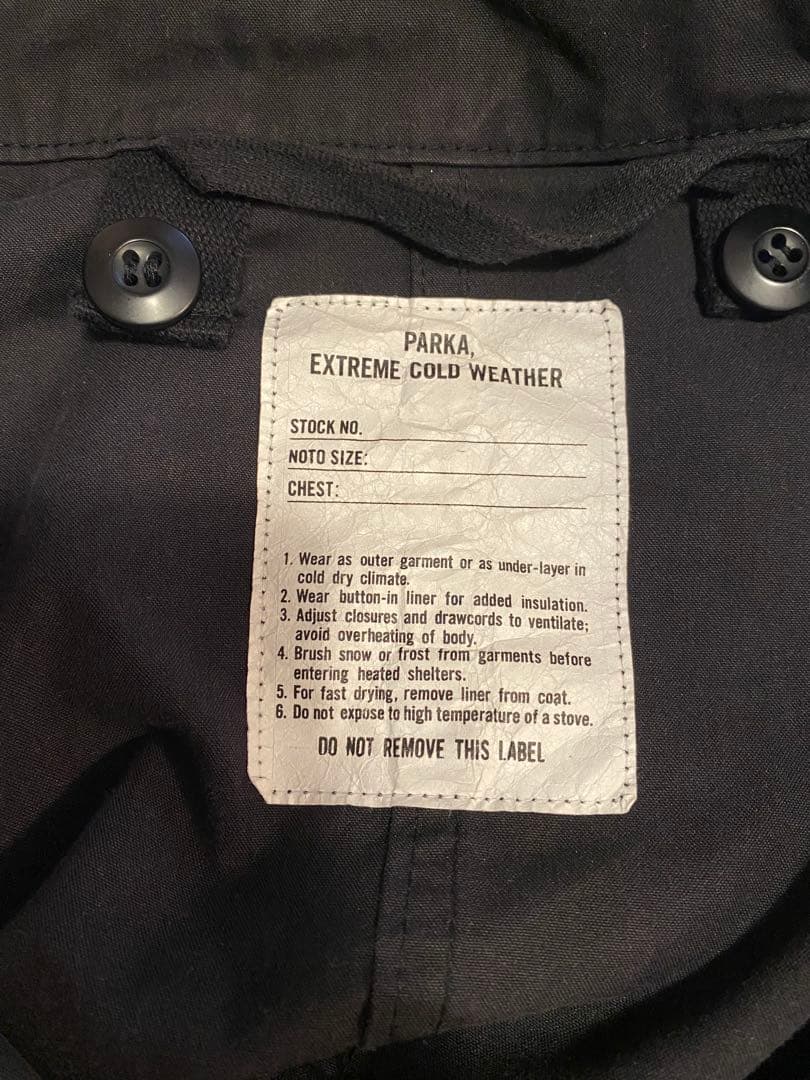 PARKA,
EXTREME COLD WEATHER
STOCK NO.
NOTO SIZE:
CHEST:
1. Wear as outer garment or as under-layer in
cold dry climate.
2. Wear button-in liner for added insulation.
3. Adjust closures and drawcords to ventilate;
avoid overheating of body.
4. Brush snow or frost from garments before
entering heated shelters.
5. For fast drying, remove liner from coat.
6. Do not expose to high temperature of a stove.
DO NOT REMOVE THIS LABEL